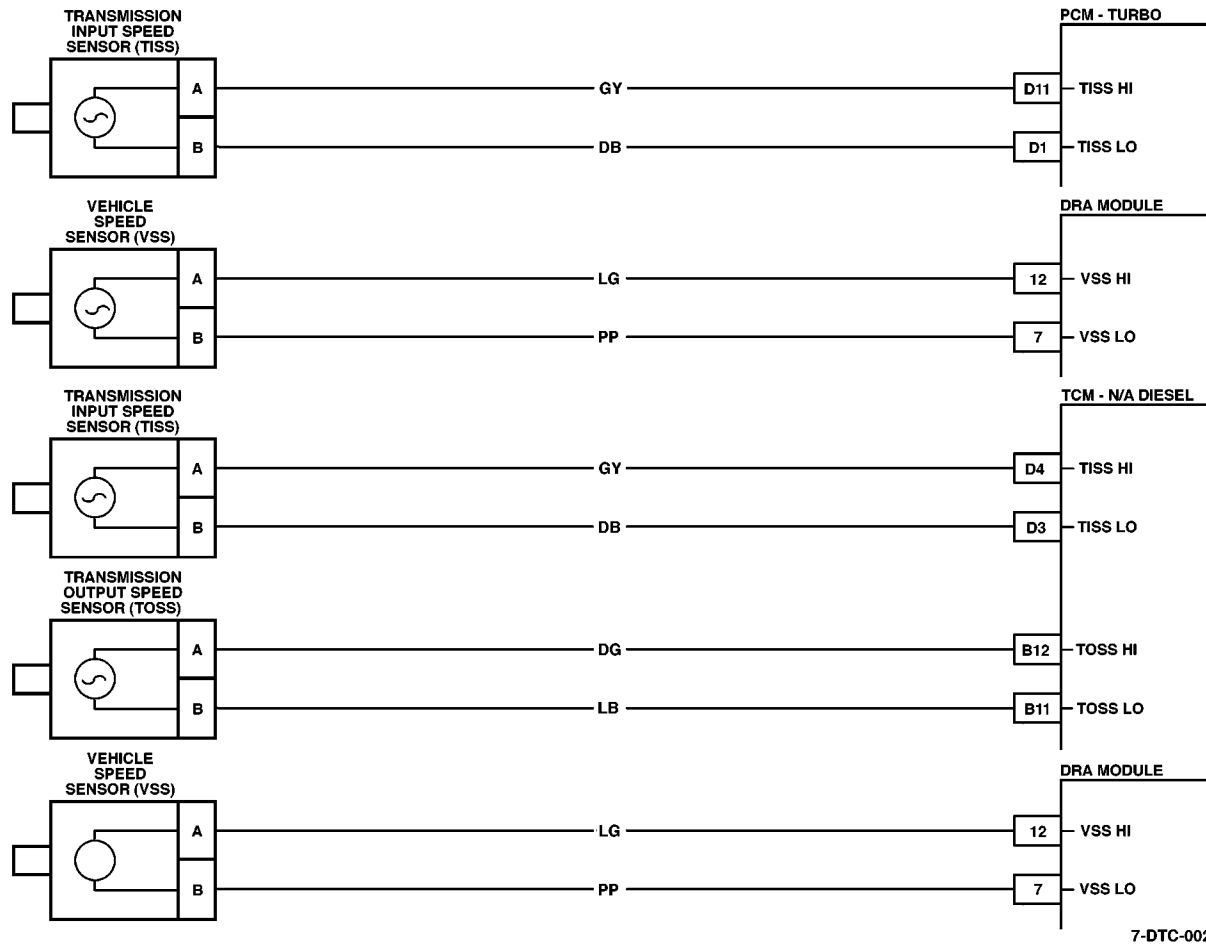 TRANSMISSION
INPUT SPEED
SENSOR (TISS)
PCM - TURBO
A
GY
D11
TISS HI
B
DB
D1
TISS LO
VEHICLE
SPEED
SENSOR (VSS)
DRA MODULE
A
LG
12
VSS HI
B
PP
7
VSS LO
TRANSMISSION
INPUT SPEED
SENSOR (TISS)
TCM - N/A DIESEL
A
GY
D4
TISS HI
B
DB
D3
TISS LO
TRANSMISSION
OUTPUT SPEED
SENSOR (TOSS)
A
DG
B12
TOSS HI
B
LB
B11
TOSS LO
VEHICLE
SPEED
SENSOR (VSS)
DRA MODULE
A
LG
12
VSS HI
B
PP
7
VSS LO
7-DTC-002